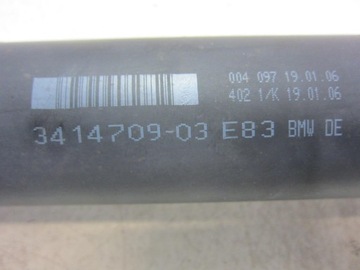 004 097 19.01.06
402 1/K 19.01.06
3414709-03 E83 BMW DE